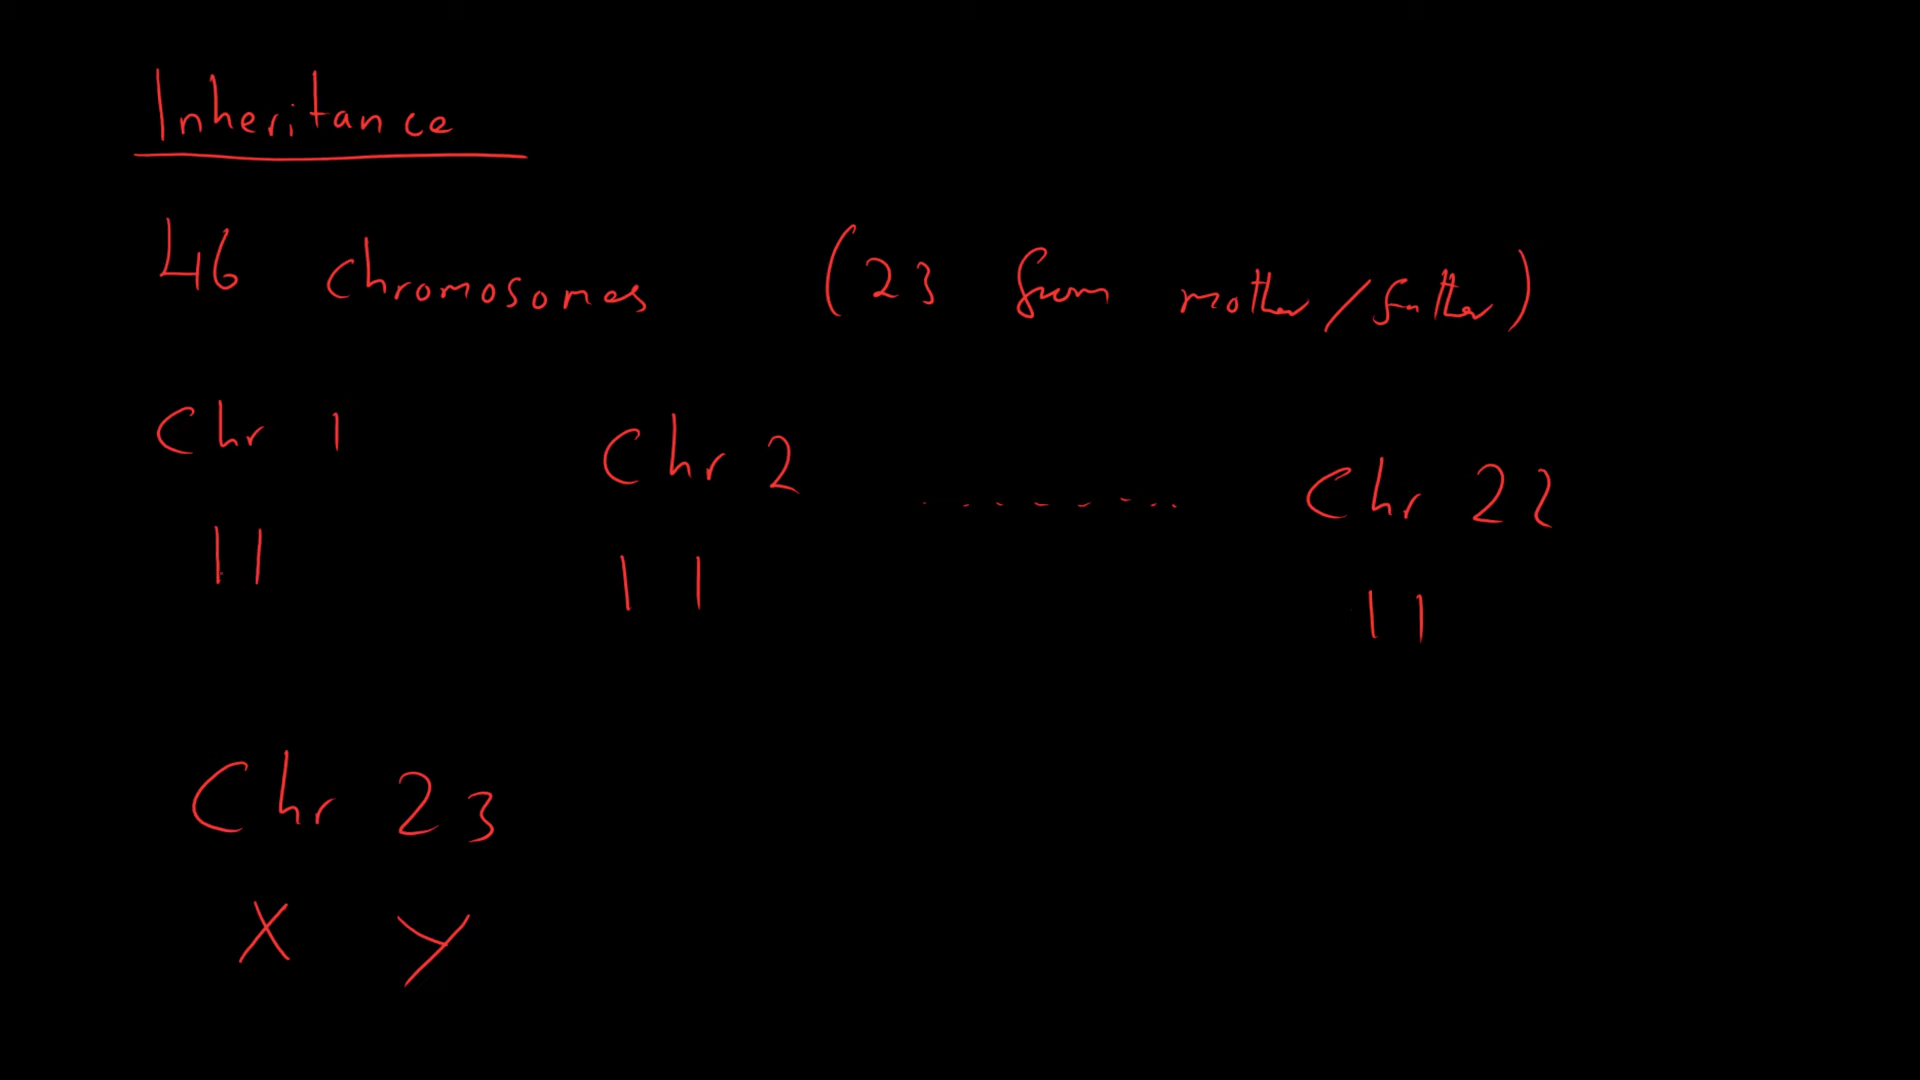 Inheritance
46 chromosomes (23 from mother/father)
Chr 1 Chr 2 ......... Chr 22
| | | | | |
Chr 23
X Y